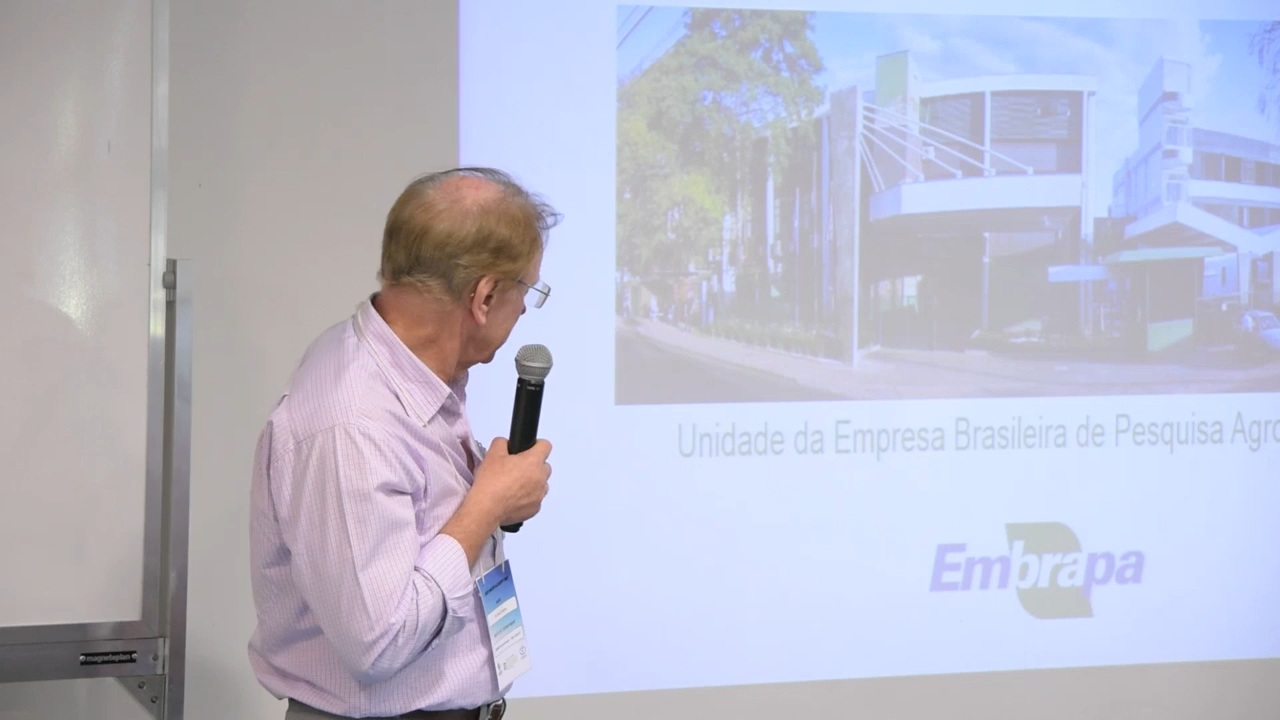 Unidade da Empresa Brasileira de Pesquisa Agro
Embrapa
magnetoplan